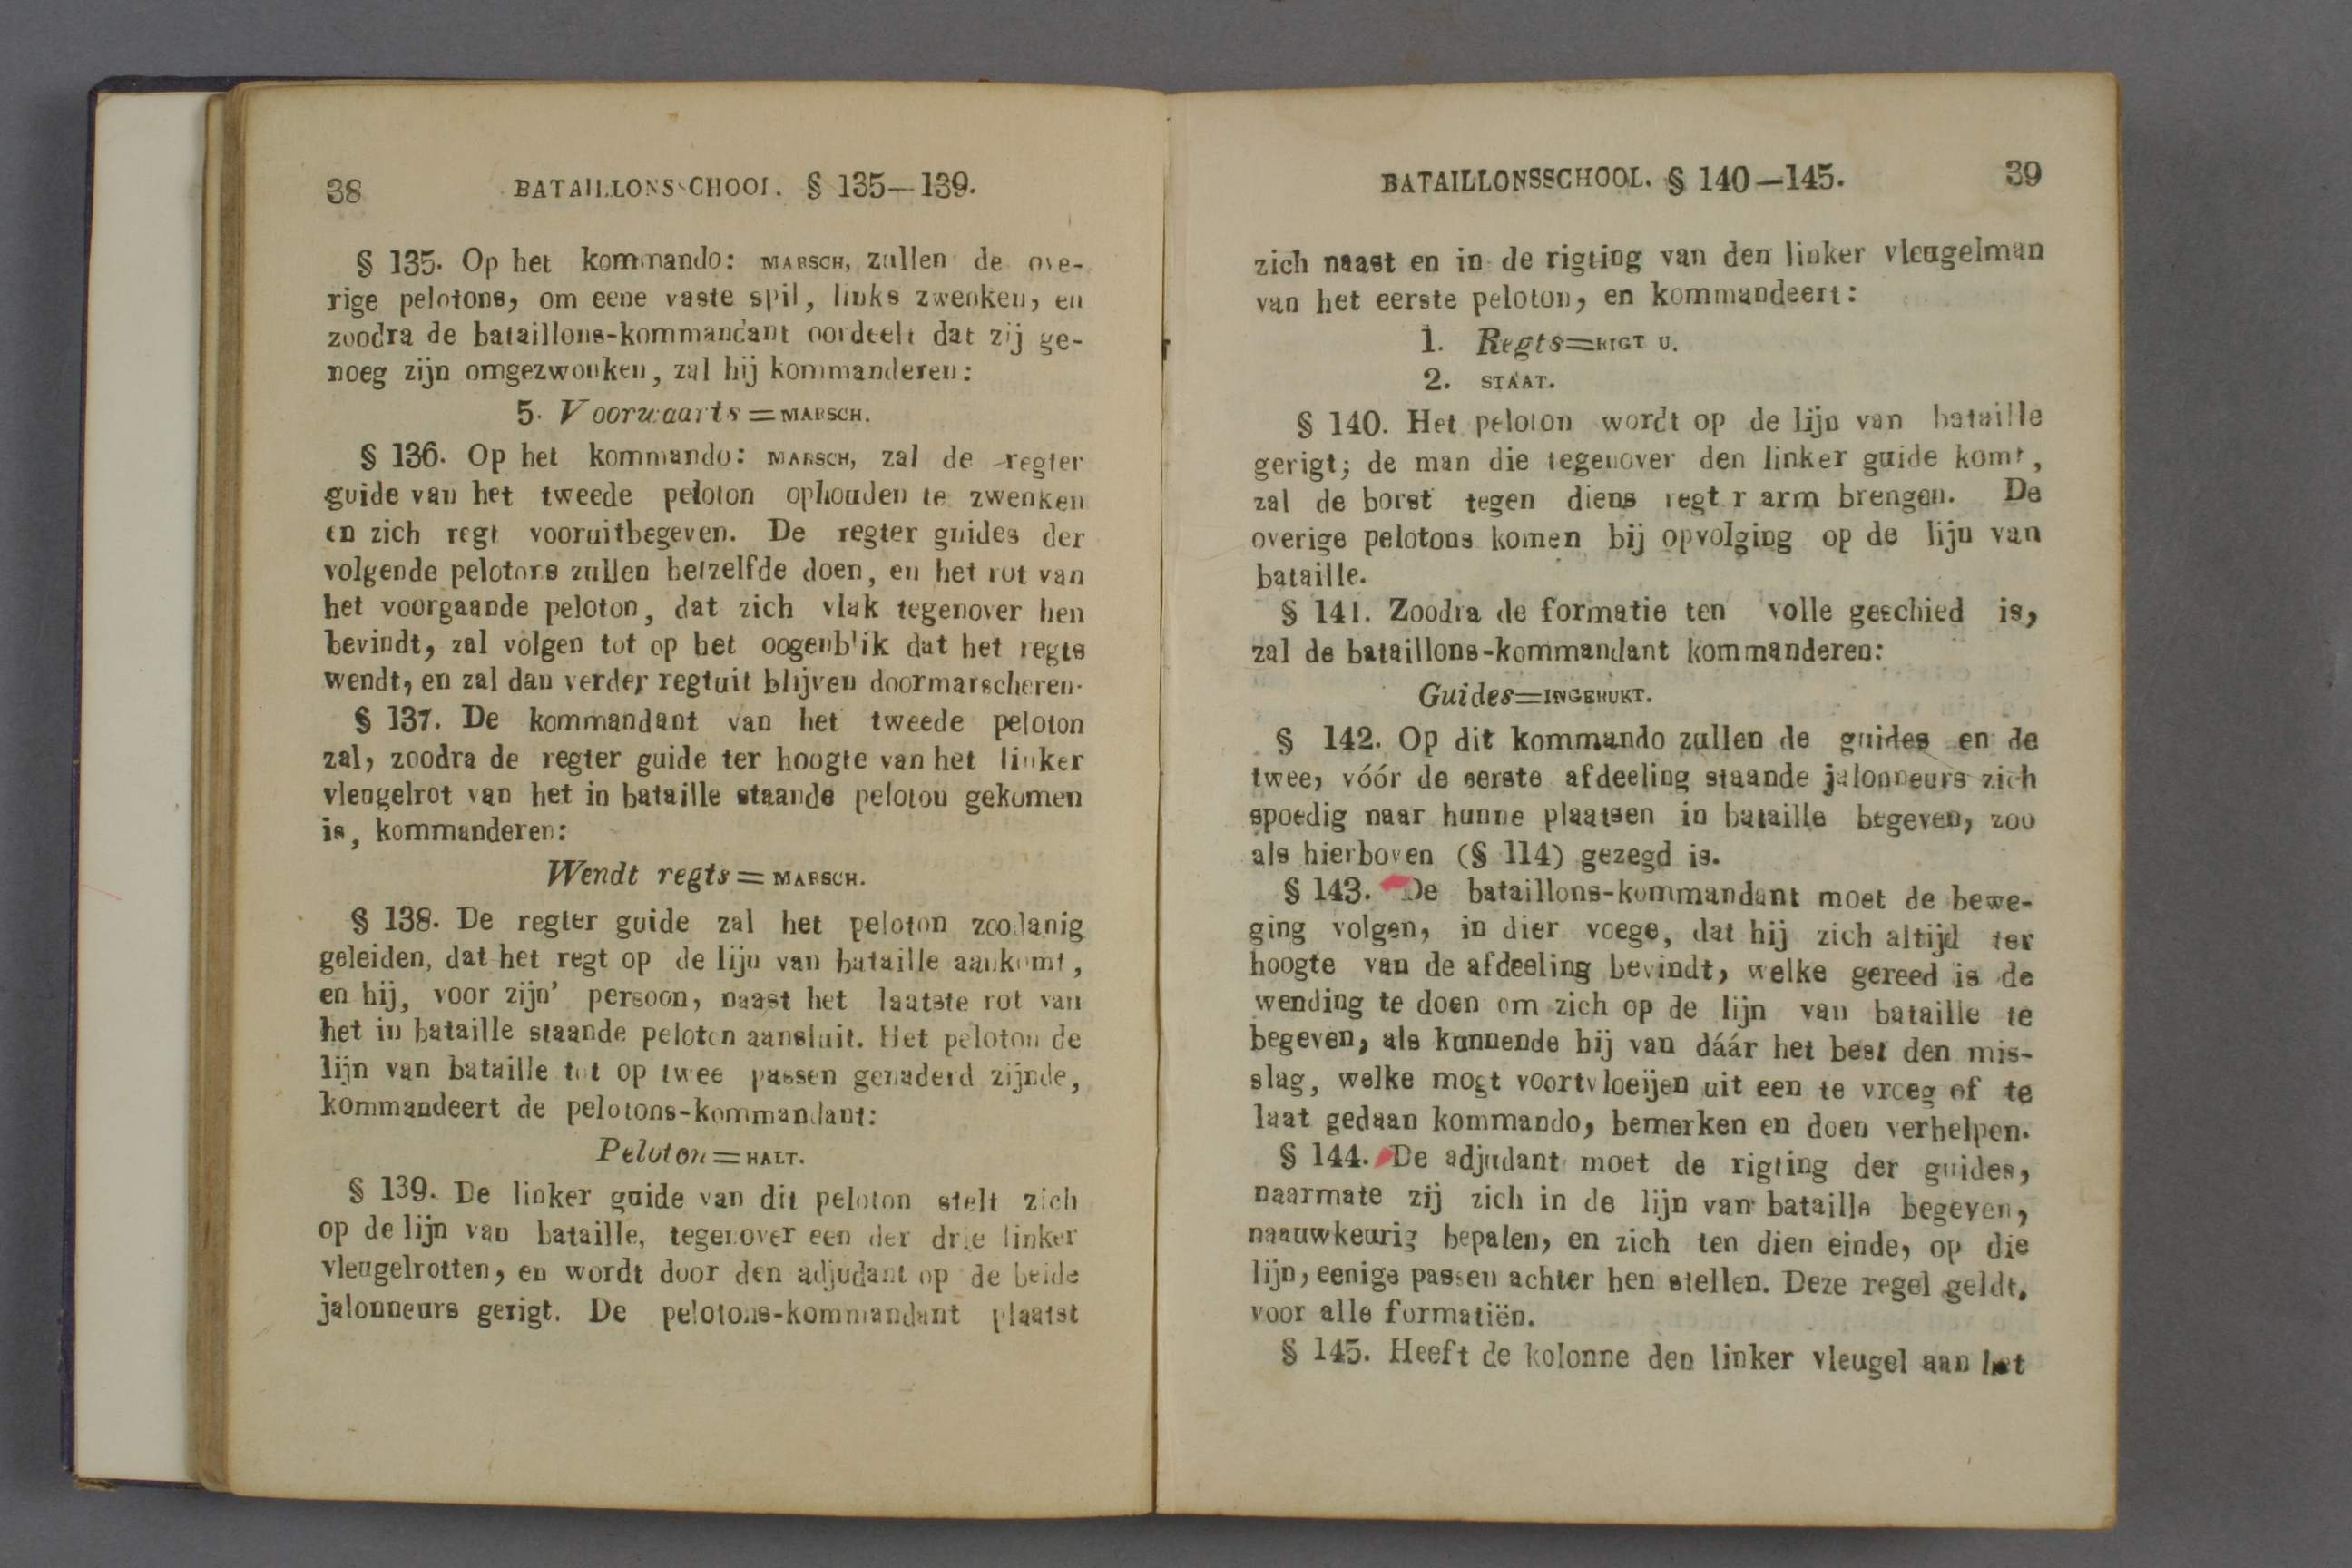 38 BATAILLONSSCHOOL. § 135—139.
§ 135. Op het kommando: MARSCH, zullen de ove-
rige pelotons, om eene vaste spil, links zwenken, en
zoodra de bataillons-kommandant oordeelt dat zij ge-
noeg zijn omgezwonken, zal hij kommanderen:
5. Voorwaarts=MARSCH.
§ 136. Op het kommando: MARSCH, zal de regter
guide van het tweede peloton ophouden te zwenken
en zich regt vooruitbegeven. De regter guides der
volgende pelotons zullen hetzelfde doen, en het rot van
het voorgaande peloton, dat zich vlak tegenover hen
bevindt, zal volgen tot op het oogenblik dat het regts
wendt, en zal dan verder regtuit blijven doormarscheren.
§ 137. De kommandant van het tweede peloton
zal, zoodra de regter guide ter hoogte van het linker
vleugelrot van het in bataille staande peloton gekomen
is, kommanderen:
Wendt regts=MARSCH.
§ 138. De regter guide zal het peloton zoodanig
geleiden, dat het regt op de lijn van bataille aankomt,
en hij, voor zijn' persoon, naast het laatste rot van
het in bataille staande peloton aansluit. Het peloton de
lijn van bataille tot op twee passen genaderd zijnde,
kommandeert de pelotons-kommandant:
Peloton=HALT.
§ 139. De linker guide van dit peloton stelt zich
op de lijn van bataille, tegenover een der drie linker
vleugelrotten, en wordt door den adjudant op de beide
jalonneurs gerigt. De pelotons-kommandant plaatst
BATAILLONSSCHOOL. § 140—145. 39
zich naast en in de rigting van den linker vleugelman
van het eerste peloton, en kommandeert:
1. Regts=RIGT U.
2. STAAT.
§ 140. Het peloton wordt op de lijn van bataille
gerigt; de man die tegenover den linker guide komt,
zal de borst tegen diens regt r arm brengen. De
overige pelotons komen bij opvolging op de lijn van
bataille.
§ 141. Zoodra de formatie ten volle geschied is,
zal de bataillons-kommandant kommanderen:
Guides=INGERUKT.
§ 142. Op dit kommando zullen de guides en de
twee, vóór de eerste afdeeling staande jalonneurs zich
spoedig naar hunne plaatsen in bataille begeven, zoo
als hierboven (§ 114) gezegd is.
§ 143. De bataillons-kommandant moet de bewe-
ging volgen, in dier voege, dat hij zich altijd ter
hoogte van de afdeeling bevindt, welke gereed is de
wending te doen om zich op de lijn van bataille te
begeven, als kunnende hij van dáár het best den mis-
slag, welke mogt voortvloeijen uit een te vroeg of te
laat gedaan kommando, bemerken en doen verhelpen.
§ 144. De adjudant moet de rigting der guides,
naarmate zij zich in de lijn van bataille begeven,
naauwkeurig bepalen, en zich ten dien einde, op die
lijn, eenige passen achter hen stellen. Deze regel geldt,
voor alle formatiën.
§ 145. Heeft de kolonne den linker vleugel aan het